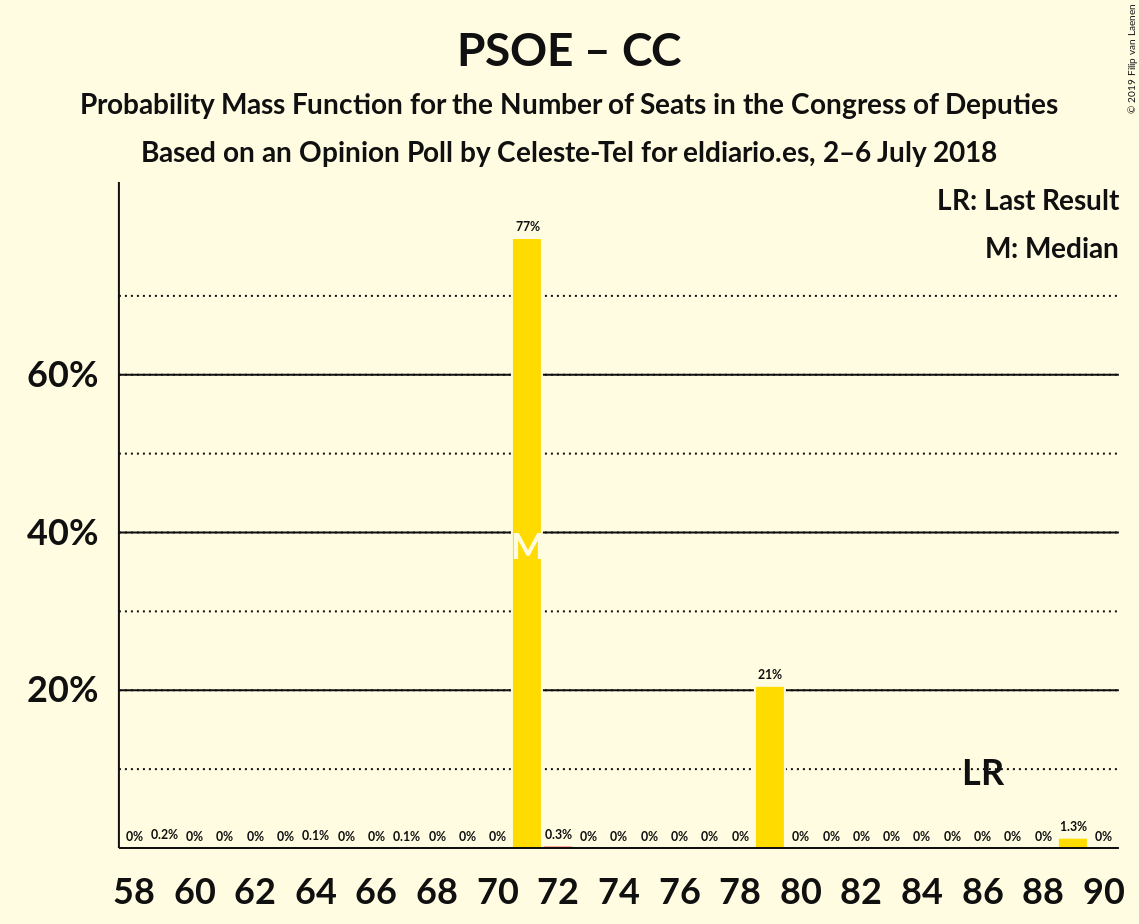 PSOE – CC
Probability Mass Function for the Number of Seats in the Congress of Deputies
Based on an Opinion Poll by Celeste-Tel for eldiario.es, 2–6 July 2018
© 2019 Filip van Laenen
LR: Last Result
M: Median
77%
60%
40%
M
20%
21%
LR
0% 0.2% 0% 0% 0% 0% 0.1% 0% 0% 0.1% 0% 0% 0% 0.3% 0% 0% 0% 0% 0% 0% 0% 0% 0% 0% 0% 0% 0% 0% 0% 1.3% 0%
58 60 62 64 66 68 70 72 74 76 78 80 82 84 86 88 90